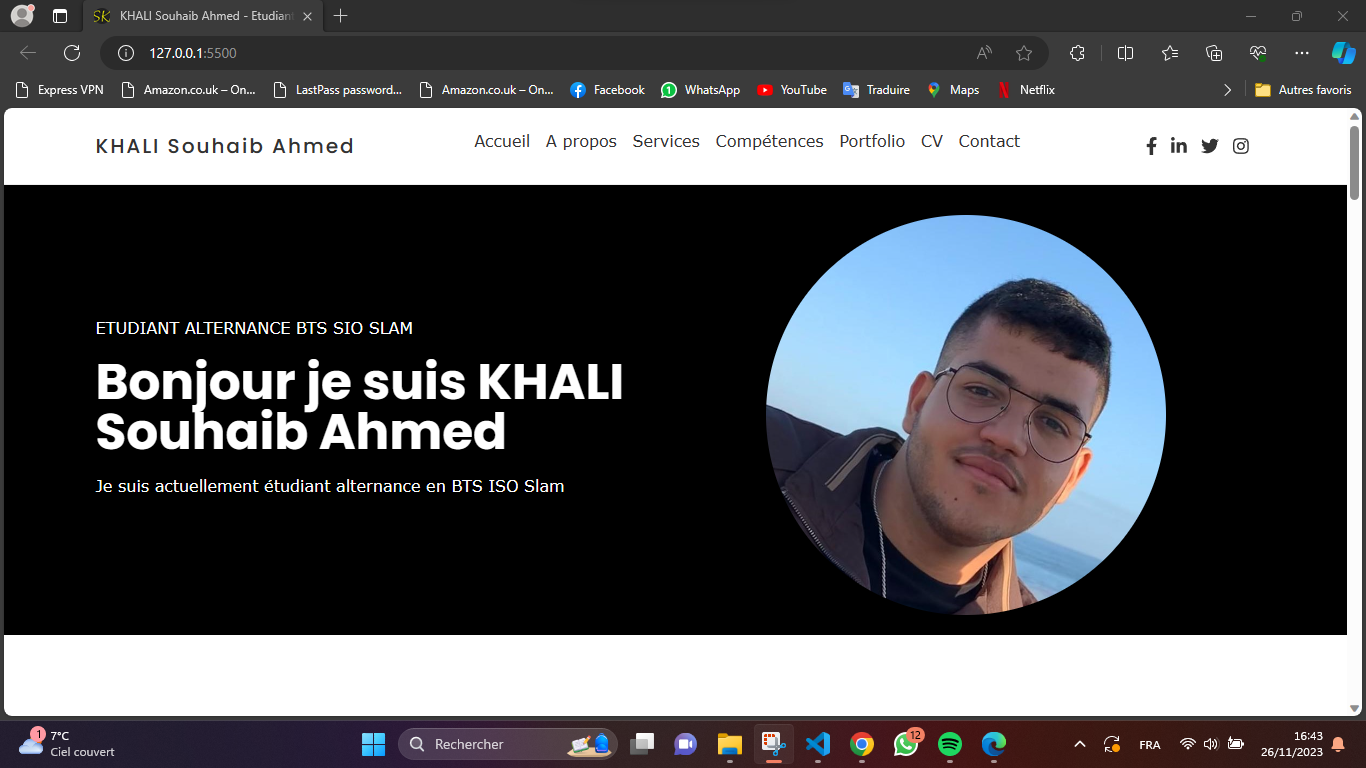 KHALI Souhaib Ahmed - Etudiant
127.0.0.1:5500
Express VPN Amazon.co.uk – On... LastPass password... Amazon.co.uk – On... Facebook WhatsApp YouTube Traduire Maps Netflix Autres favoris
KHALI Souhaib Ahmed Accueil A propos Services Compétences Portfolio CV Contact
ETUDIANT ALTERNANCE BTS SIO SLAM
Bonjour je suis KHALI
Souhaib Ahmed
Je suis actuellement étudiant alternance en BTS ISO Slam
1 7°C
Ciel couvert
Rechercher
12
FRA
16:43
26/11/2023